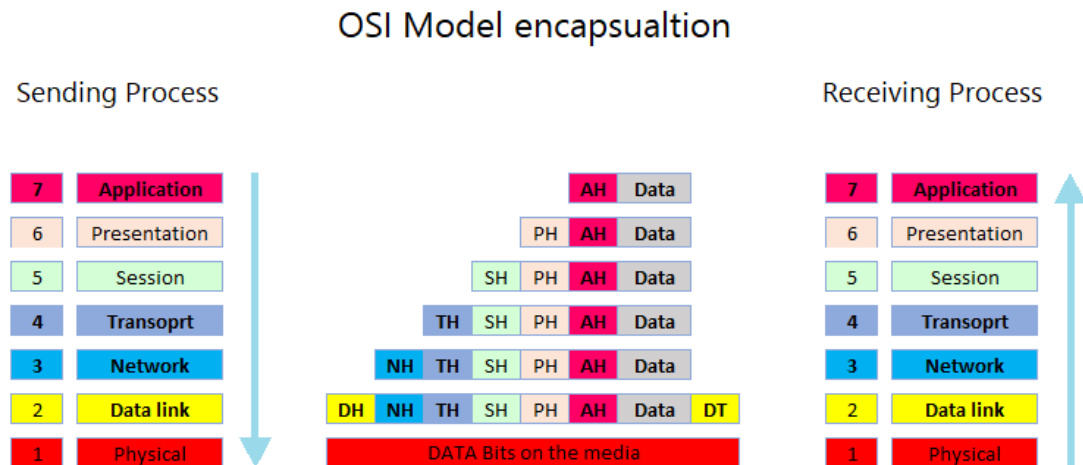 OSI Model encapsualtion
Sending Process
Receiving Process
7 Application AH Data 7 Application
6 Presentation PH AH Data 6 Presentation
5 Session SH PH AH Data 5 Session
4 Transoprt TH SH PH AH Data 4 Transoprt
3 Network NH TH SH PH AH Data 3 Network
2 Data link DH NH TH SH PH AH Data DT 2 Data link
1 Physical DATA Bits on the media 1 Physical